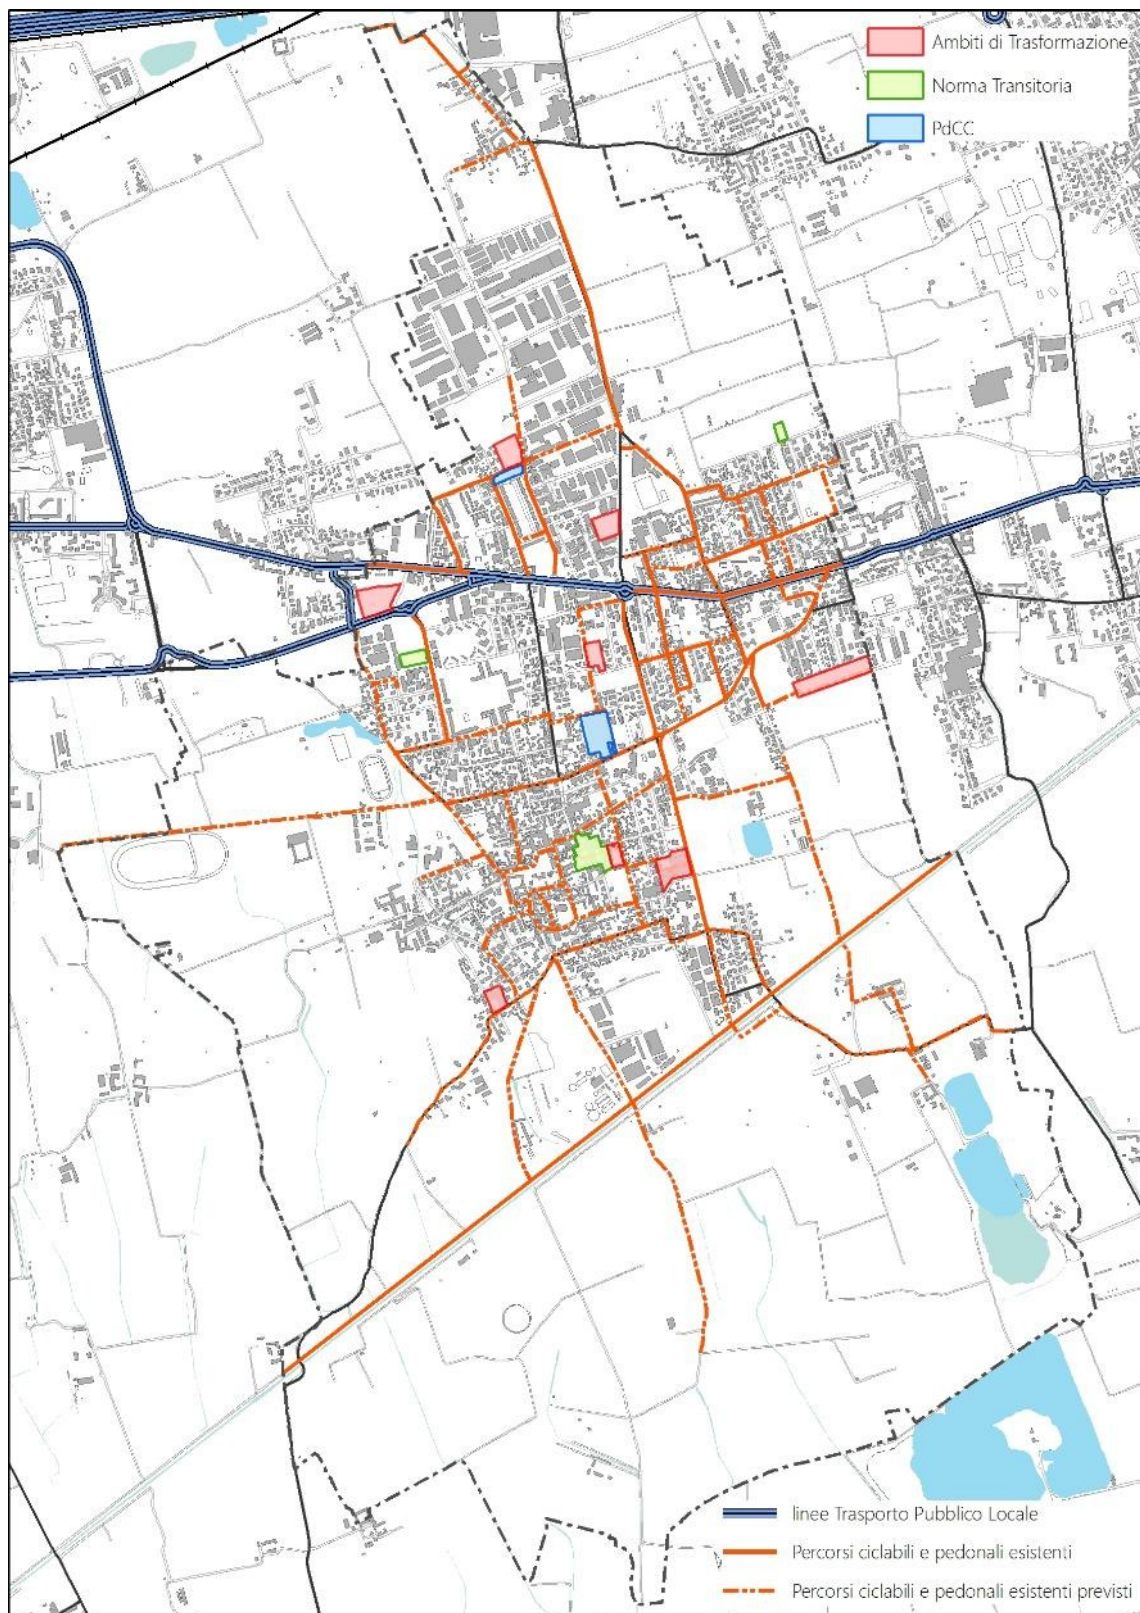 Ambiti di Trasformazione
Norma Transitoria
PdCC
linee Trasporto Pubblico Locale
Percorsi ciclabili e pedonali esistenti
Percorsi ciclabili e pedonali esistenti previsti